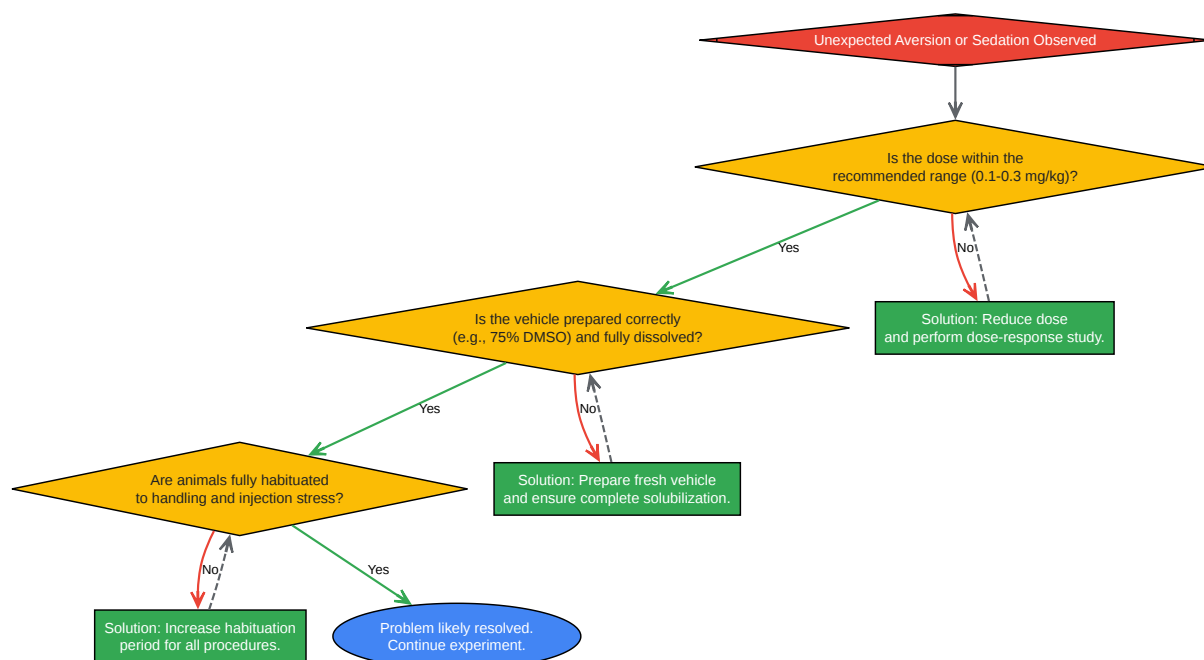 Unexpected Aversion or Sedation Observed
Is the dose within the
recommended range (0.1-0.3 mg/kg)?
Yes
No
Solution: Reduce dose
and perform dose-response study.
Is the vehicle prepared correctly
(e.g., 75% DMSO) and fully dissolved?
Yes
No
Solution: Prepare fresh vehicle
and ensure complete solubilization.
Are animals fully habituated
to handling and injection stress?
No
Yes
Solution: Increase habituation
period for all procedures.
Problem likely resolved.
Continue experiment.